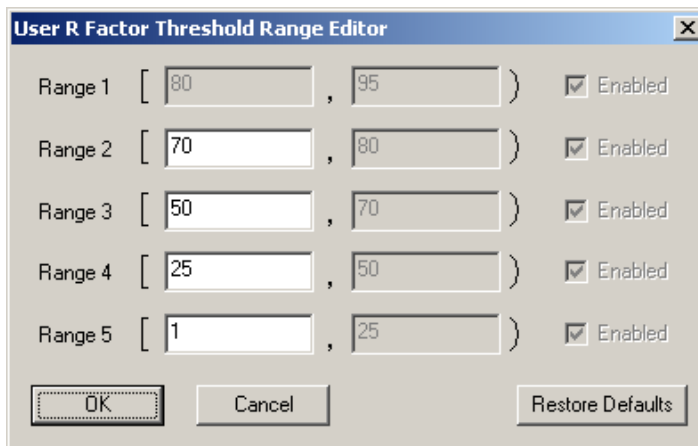 User R Factor Threshold Range Editor
Range 1 [ 80 , 95 ) Enabled
Range 2 [ 70 , 80 ) Enabled
Range 3 [ 50 , 70 ) Enabled
Range 4 [ 25 , 50 ) Enabled
Range 5 [ 1 , 25 ) Enabled
OK Cancel Restore Defaults